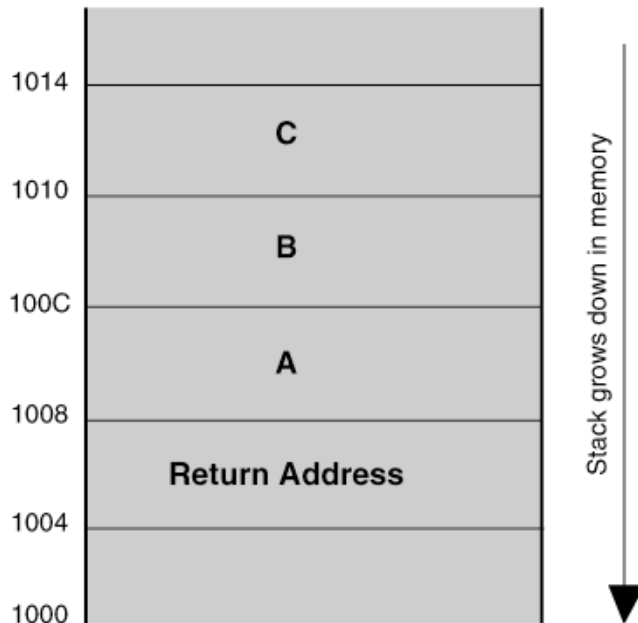 1014
C
1010
B
100C
A
1008
Return Address
1004
1000
Stack grows down in memory